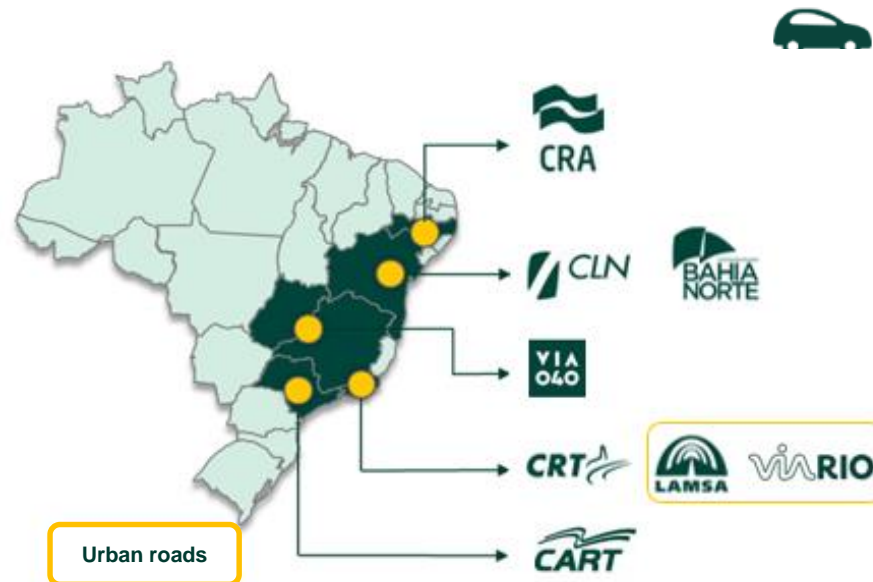 CRA
CLN
BAHIA
NORTE
VIA
040
CRT
LAMSA
VIARIO
CART
Urban roads